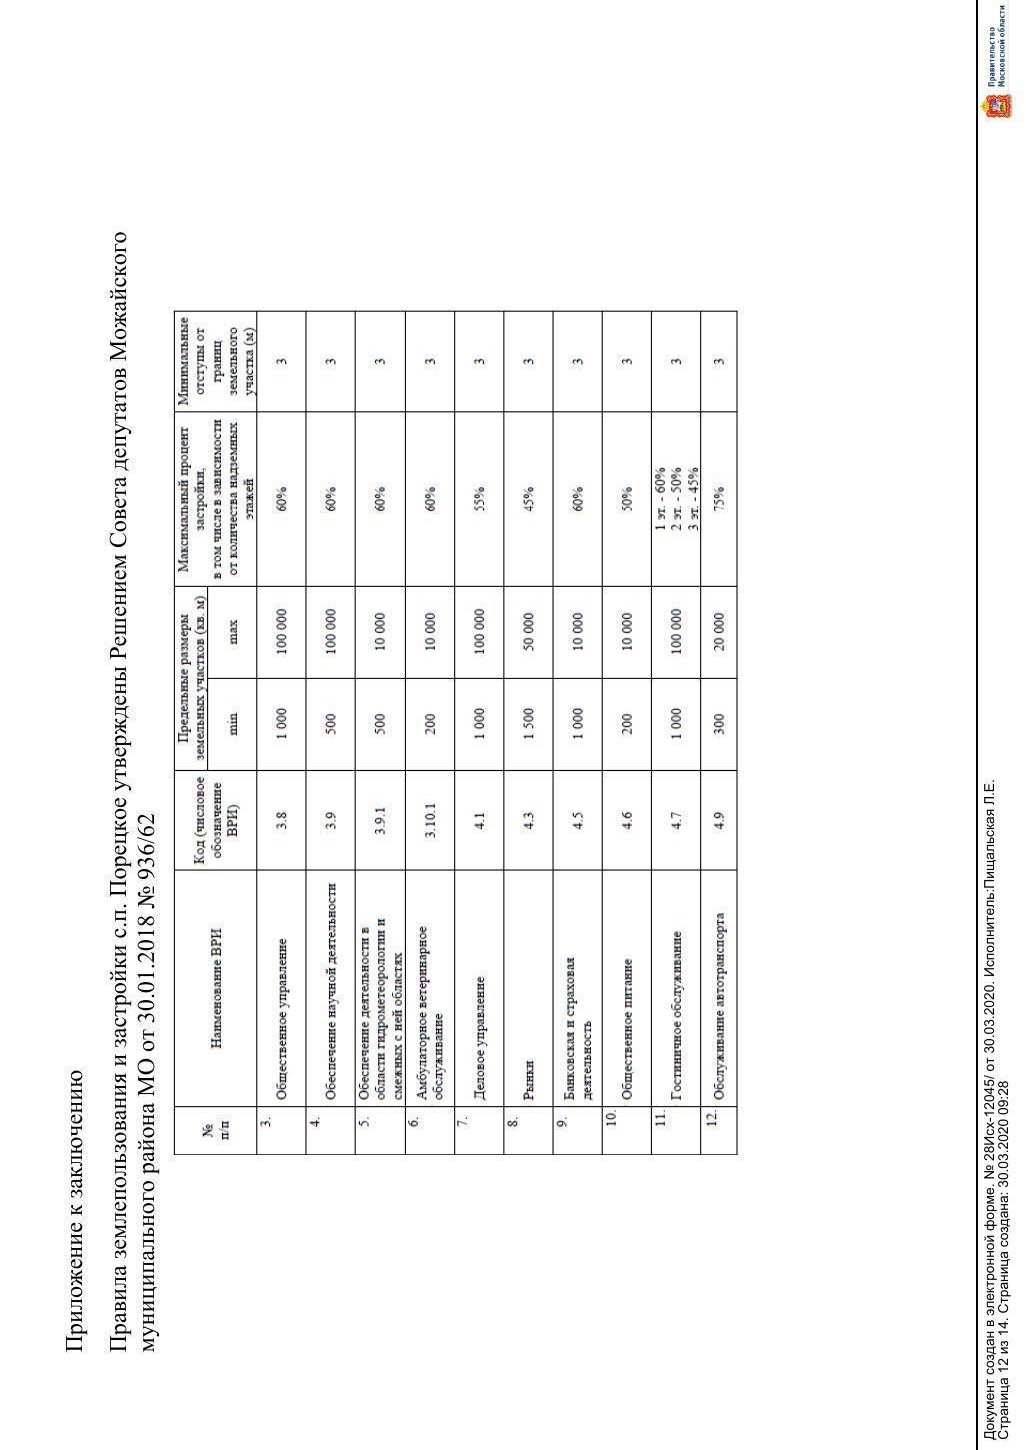 Приложение к заключению
Правила землепользования и застройки с.п. Порецкое утверждены Решением Совета депутатов Можайского
муниципального района МО от 30.01.2018 № 936/62
№
п/п
Наименование ВРИ
Код (числовое
обозначение
ВРИ)
Предельные размеры
земельных участков (кв. м)
min
max
Максимальный процент
застройки,
в том числе в зависимости
от количества надземных
этажей
Минимальные
отступы от
границ
земельного
участка (м)
3. Общественное управление 3.8 1 000 100 000 60% 3
4. Обеспечение научной деятельности 3.9 500 100 000 60% 3
5. Обеспечение деятельности в
области гидрометеорологии и
смежных с ней областях
3.9.1 500 10 000 60% 3
6. Амбулаторное ветеринарное
обслуживание
3.10.1 200 10 000 60% 3
7. Деловое управление 4.1 1 000 100 000 55% 3
8. Рынки 4.3 1 500 50 000 45% 3
9. Банковская и страховая
деятельность
4.5 1 000 10 000 60% 3
10. Общественное питание 4.6 200 10 000 50% 3
11. Гостиничное обслуживание 4.7 1 000 100 000
1 эт. - 60%
2 эт. - 50%
3 эт. - 45%
3
12. Обслуживание автотранспорта 4.9 300 20 000 75% 3
Документ создан в электронной форме. № 28Исх-12045/ от 30.03.2020. Исполнитель:Пищальская Л.Е.
Страница 12 из 14. Страница создана: 30.03.2020 09:28
Правительство
Московской области